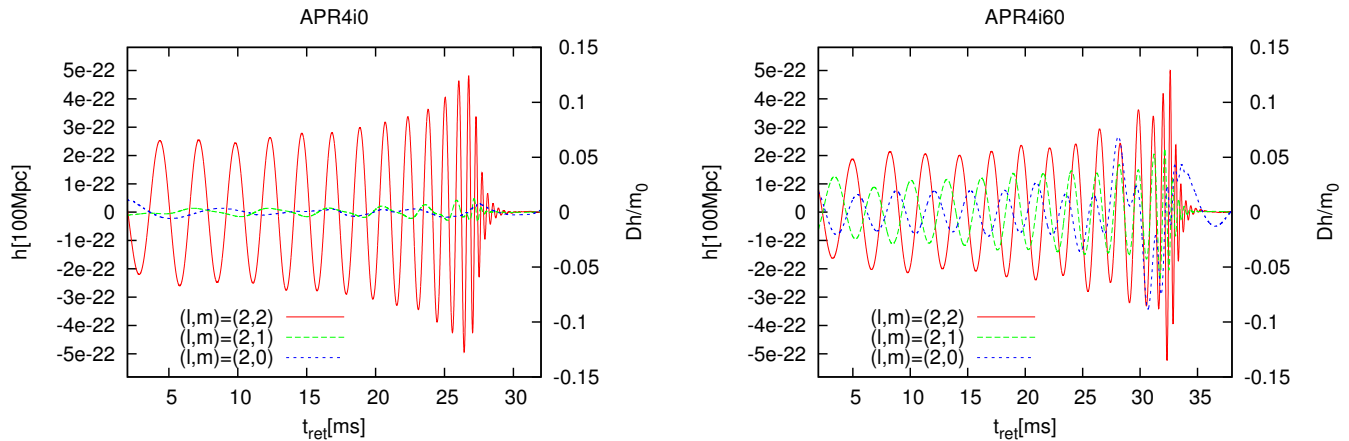 APR4i0
5e-22
4e-22
3e-22
2e-22
1e-22
0
-1e-22
-2e-22
-3e-22
-4e-22
-5e-22
h[100Mpc]
0.15
0.1
0.05
0
-0.05
-0.1
-0.15
Dh/m0
(l,m)=(2,2)
(l,m)=(2,1)
(l,m)=(2,0)
5 10 15 20 25 30
tret[ms]
APR4i60
5e-22
4e-22
3e-22
2e-22
1e-22
0
-1e-22
-2e-22
-3e-22
-4e-22
-5e-22
h[100Mpc]
0.15
0.1
0.05
0
-0.05
-0.1
-0.15
Dh/m0
(l,m)=(2,2)
(l,m)=(2,1)
(l,m)=(2,0)
5 10 15 20 25 30 35
tret[ms]